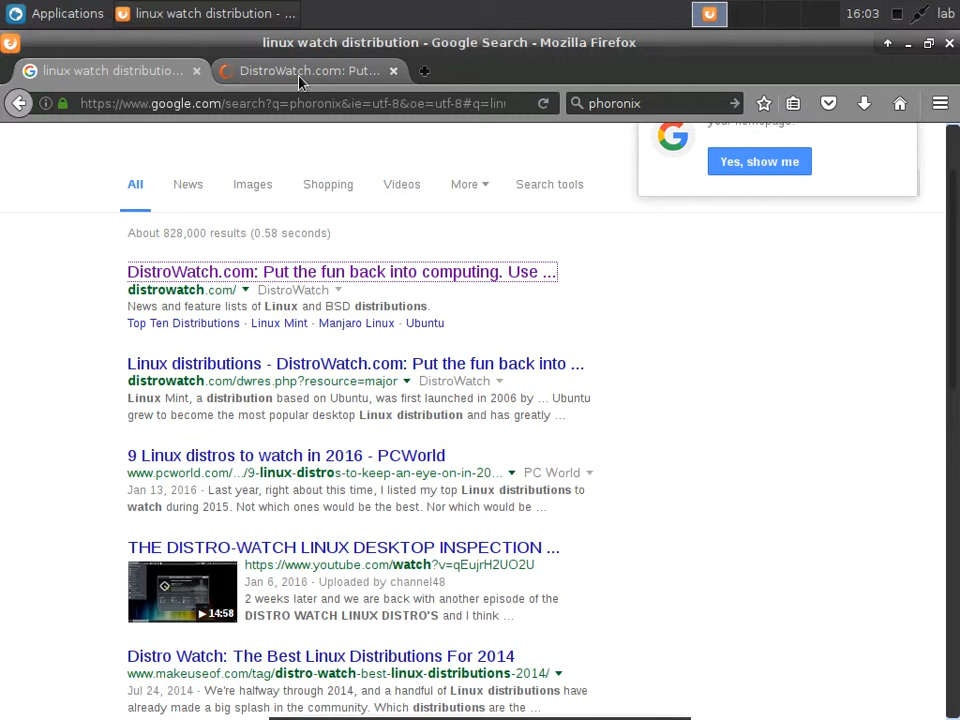 Applications
linux watch distribution - ...
16:03
lab
linux watch distribution - Google Search - Mozilla Firefox
linux watch distributio...
DistroWatch.com: Put...
https://www.google.com/search?q=phoronix&ie=utf-8&oe=utf-8#q=lin
phoronix
Yes, show me
All
News
Images
Shopping
Videos
More
Search tools
About 828,000 results (0.58 seconds)
DistroWatch.com: Put the fun back into computing. Use ...
distrowatch.com/
DistroWatch
News and feature lists of Linux and BSD distributions.
Top Ten Distributions · Linux Mint · Manjaro Linux · Ubuntu
Linux distributions - DistroWatch.com: Put the fun back into ...
distrowatch.com/dwres.php?resource=major
DistroWatch
Linux Mint, a distribution based on Ubuntu, was first launched in 2006 by ... Ubuntu
grew to become the most popular desktop Linux distribution and has greatly ...
9 Linux distros to watch in 2016 - PCWorld
www.pcworld.com/.../9-linux-distros-to-keep-an-eye-on-in-20...
PC World
Jan 13, 2016 - Last year, right about this time, I listed my top Linux distributions to
watch during 2015. Not which ones would be the best. Nor which would be ...
THE DISTRO-WATCH LINUX DESKTOP INSPECTION ...
https://www.youtube.com/watch?v=qEujrH2UO2U
Jan 6, 2016 - Uploaded by channel48
2 weeks later and we are back with another episode of the
DISTRO WATCH LINUX DISTRO'S and I think ...
14:58
Distro Watch: The Best Linux Distributions For 2014
www.makeuseof.com/tag/distro-watch-best-linux-distributions-2014/
Jul 24, 2014 - We're halfway through 2014, and a handful of Linux distributions have
already made a big splash in the community. Which distributions are the ...